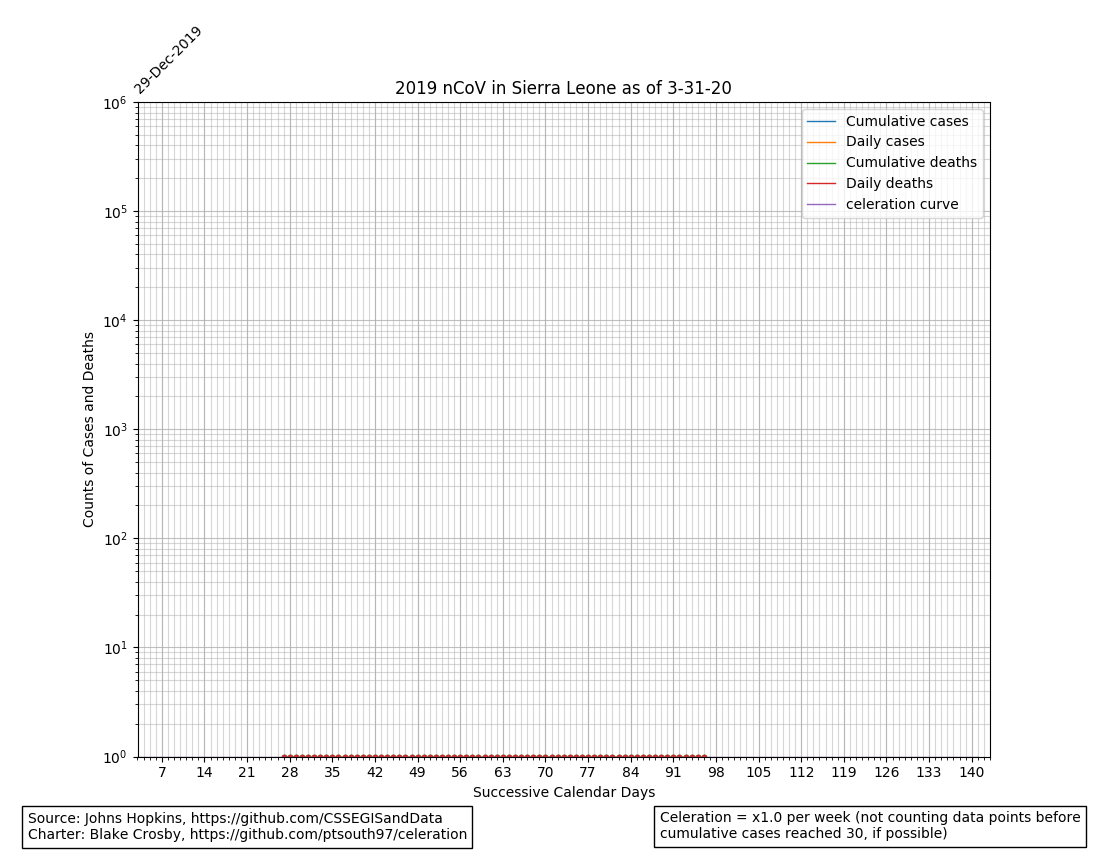 29-Dec-2019
2019 nCoV in Sierra Leone as of 3-31-20
Cumulative cases
Daily cases
Cumulative deaths
Daily deaths
celeration curve
Counts of Cases and Deaths
10⁶
10⁵
10⁴
10³
10²
10¹
10⁰
7 14 21 28 35 42 49 56 63 70 77 84 91 98 105 112 119 126 133 140
Successive Calendar Days
Source: Johns Hopkins, https://github.com/CSSEGISandData
Charter: Blake Crosby, https://github.com/ptsouth97/celeration
Celeration = x1.0 per week (not counting data points before
cumulative cases reached 30, if possible)